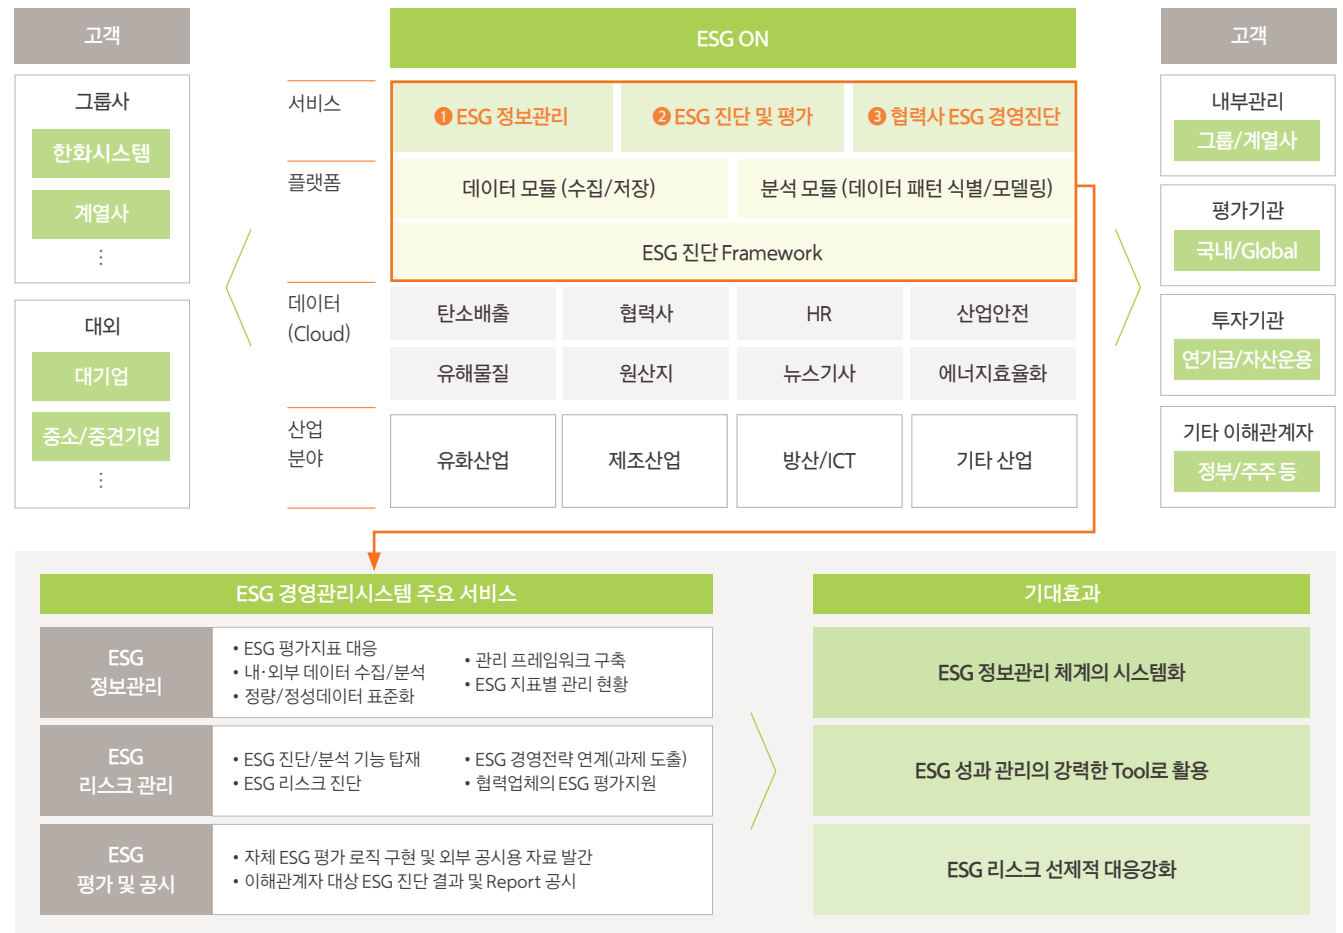 고객
그룹사
한화시스템
계열사
⋮
대외
대기업
중소/중견기업
⋮
ESG ON
서비스
❶ ESG 정보관리
❷ ESG 진단 및 평가
❸ 협력사 ESG 경영진단
플랫폼
데이터 모듈 (수집/저장)
분석 모듈 (데이터 패턴 식별/모델링)
ESG 진단 Framework
데이터
(Cloud)
탄소배출
협력사
HR
산업안전
유해물질
원산지
뉴스기사
에너지효율화
산업
분야
유화산업
제조산업
방산/ICT
기타 산업
고객
내부관리
그룹/계열사
평가기관
국내/Global
투자기관
연기금/자산운용
기타 이해관계자
정부/주주 등
ESG 경영관리시스템 주요 서비스
ESG
정보관리
• ESG 평가지표 대응
• 내·외부 데이터 수집/분석
• 정량/정성데이터 표준화
• 관리 프레임워크 구축
• ESG 지표별 관리 현황
ESG
리스크 관리
• ESG 진단/분석 기능 탑재
• ESG 리스크 진단
• ESG 경영전략 연계(과제 도출)
• 협력업체의 ESG 평가지원
ESG
평가 및 공시
• 자체 ESG 평가 로직 구현 및 외부 공시용 자료 발간
• 이해관계자 대상 ESG 진단 결과 및 Report 공시
기대효과
ESG 정보관리 체계의 시스템화
ESG 성과 관리의 강력한 Tool로 활용
ESG 리스크 선제적 대응강화